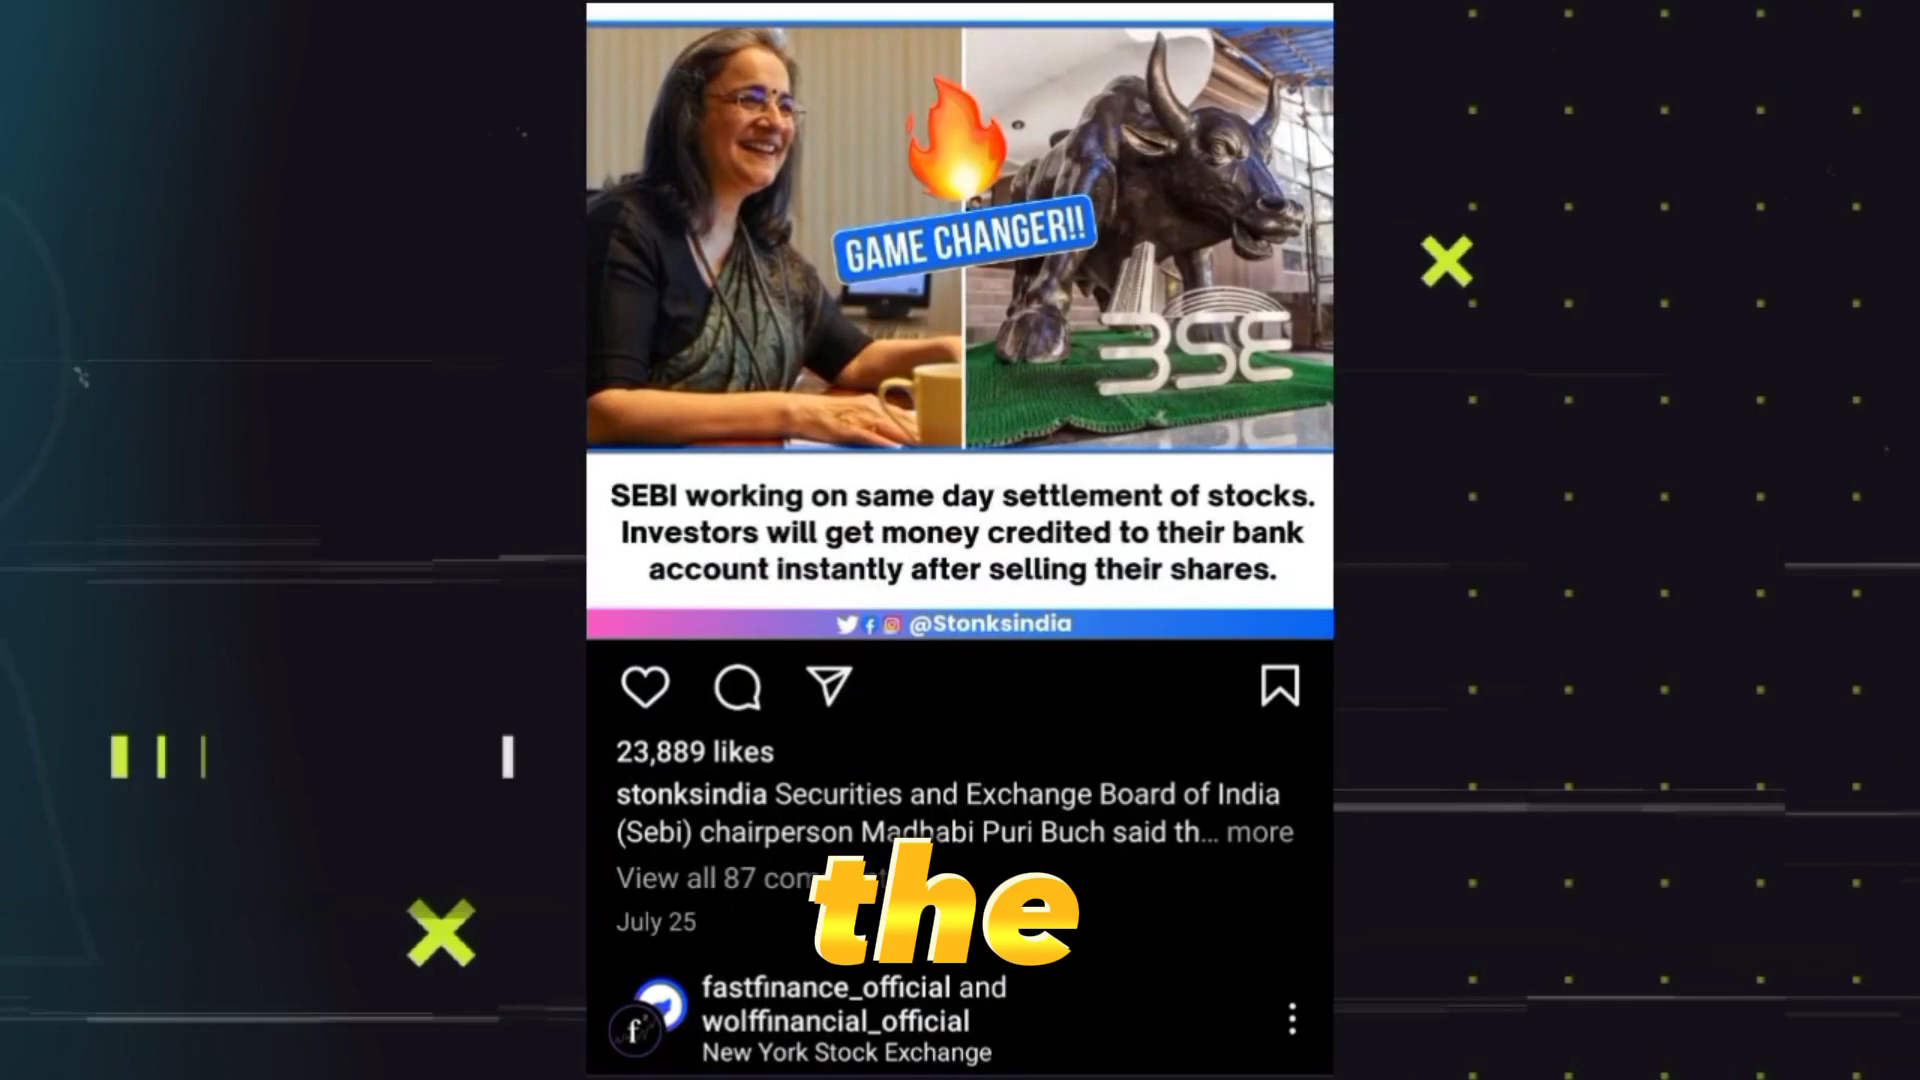 GAME CHANGER!!
BSE
SEBI working on same day settlement of stocks.
Investors will get money credited to their bank
account instantly after selling their shares.
@Stonksindia
23,889 likes
stonksindia Securities and Exchange Board of India
(Sebi) chairperson Madhabi Puri Buch said th... more
View all 87 com
the
July 25
fastfinance_official and
wolffinancial_official
New York Stock Exchange